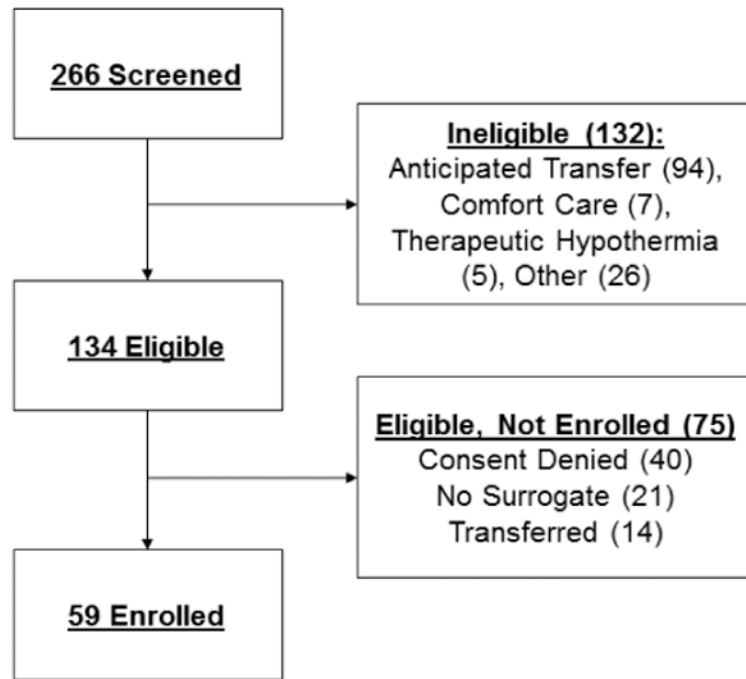 266 Screened
Ineligible (132):
Anticipated Transfer (94),
Comfort Care (7),
Therapeutic Hypothermia
(5), Other (26)
134 Eligible
Eligible, Not Enrolled (75)
Consent Denied (40)
No Surrogate (21)
Transferred (14)
59 Enrolled